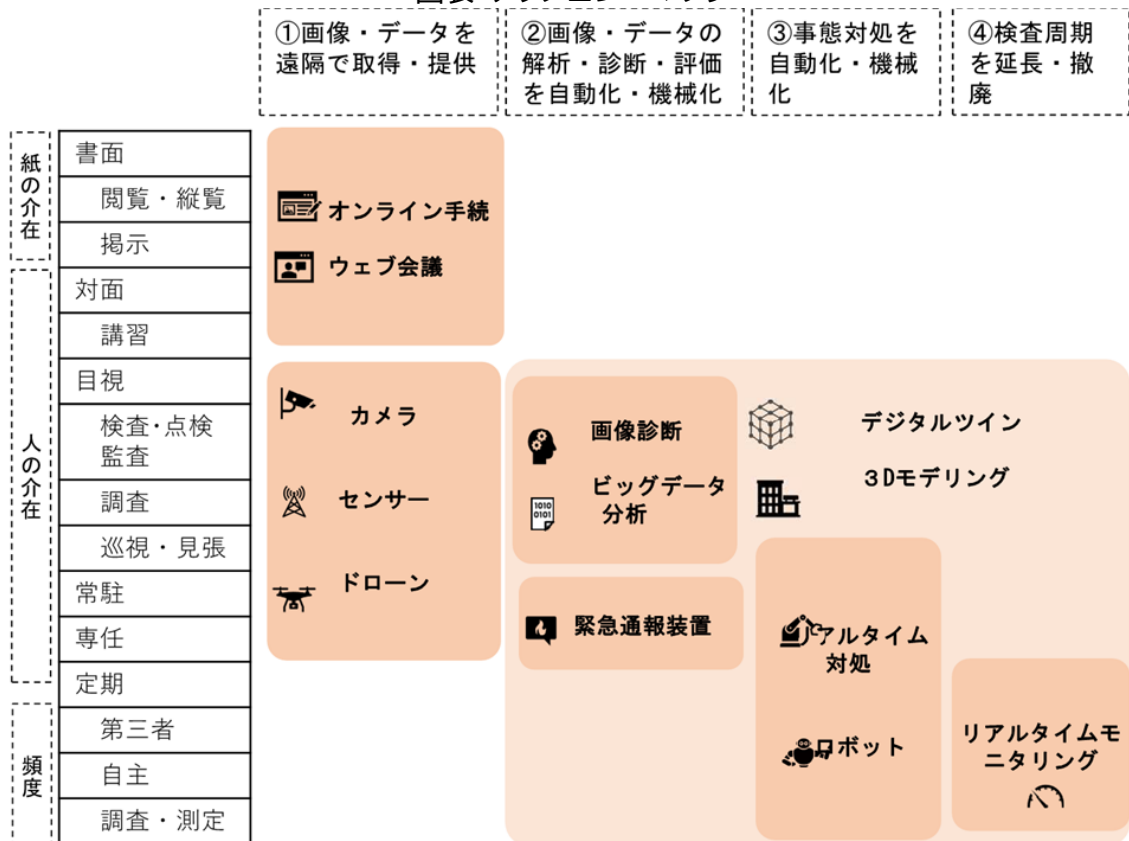 ①画像・データを
遠隔で取得・提供
②画像・データの
解析・診断・評価
を自動化・機械化
③事態対処を
自動化・機械
化
④検査周期
を延長・撤
廃
紙の介在
書面
閲覧・縦覧
掲示
人の介在
対面
講習
目視
検査・点検
監査
調査
巡視・見張
常駐
専任
定期
頻度
第三者
自主
調査・測定
オンライン手続
ウェブ会議
カメラ
センサー
ドローン
画像診断
1010
0101
ビッグデータ
分析
緊急通報装置
デジタルツイン
3Dモデリング
アルタイム
対処
ロボット
リアルタイムモ
ニタリング